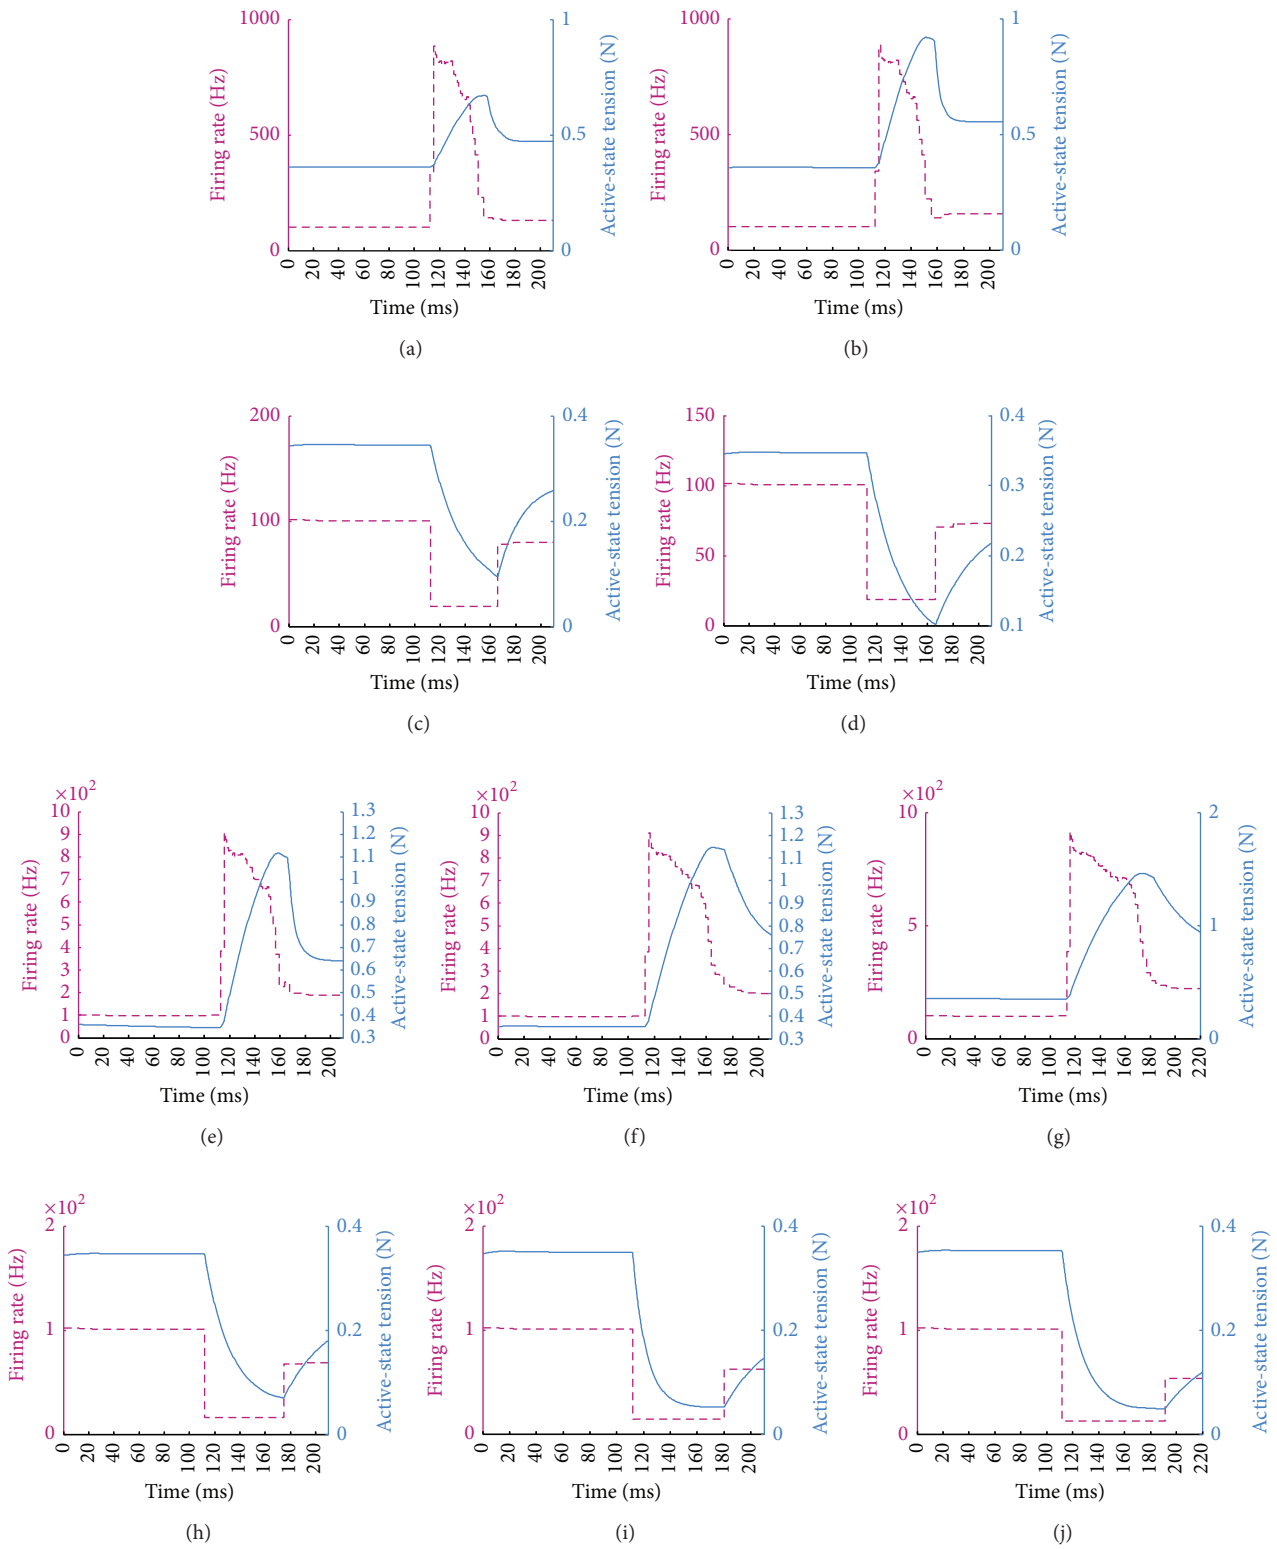 1000 1 1000 1
500 0.5 500 0.5
0 0 0 0
Firing rate (Hz) Active-state tension (N) Firing rate (Hz) Active-state tension (N)
0 20 40 60 80 100 120 140 160 180 200 0 20 40 60 80 100 120 140 160 180 200
Time (ms) Time (ms)
(a) (b)
200 0.4 150 0.4
100 0.3
100 0.2
50 0.2
0 0 0 0.1
Firing rate (Hz) Active-state tension (N) Firing rate (Hz) Active-state tension (N)
0 20 40 60 80 100 120 140 160 180 200 0 20 40 60 80 100 120 140 160 180 200
Time (ms) Time (ms)
(c) (d)
×10² ×10²
10 1.3 10 1.3 10 2
9 1.2 9 1.2
8 1.1 8 1.1
7 1 7 1
6 0.9 6 0.9
5 0.8 5 0.8 5 1
4 0.7 4 0.7
3 0.6 3 0.6
2 0.5 2 0.5
1 0.4 1 0.4
0 0.3 0 0.3 0 0
Firing rate (Hz) Active-state tension (N) Firing rate (Hz) Active-state tension (N) ×10² Firing rate (Hz) Active-state tension (N)
0 20 40 60 80 100 120 140 160 180 200 0 20 40 60 80 100 120 140 160 180 200 0 20 40 60 80 100 120 140 160 180 200 220
Time (ms) Time (ms) Time (ms)
(e) (f) (g)
×10² ×10² ×10²
2 0.4 2 0.4 2 0.4
1 0.2 1 0.2 1 0.2
0 0 0 0 0 0
Firing rate (Hz) Active-state tension (N) Firing rate (Hz) Active-state tension (N) Firing rate (Hz) Active-state tension (N)
0 20 40 60 80 100 120 140 160 180 200 0 20 40 60 80 100 120 140 160 180 200 0 20 40 60 80 100 120 140 160 180 200 220
Time (ms) Time (ms) Time (ms)
(h) (i) (j)